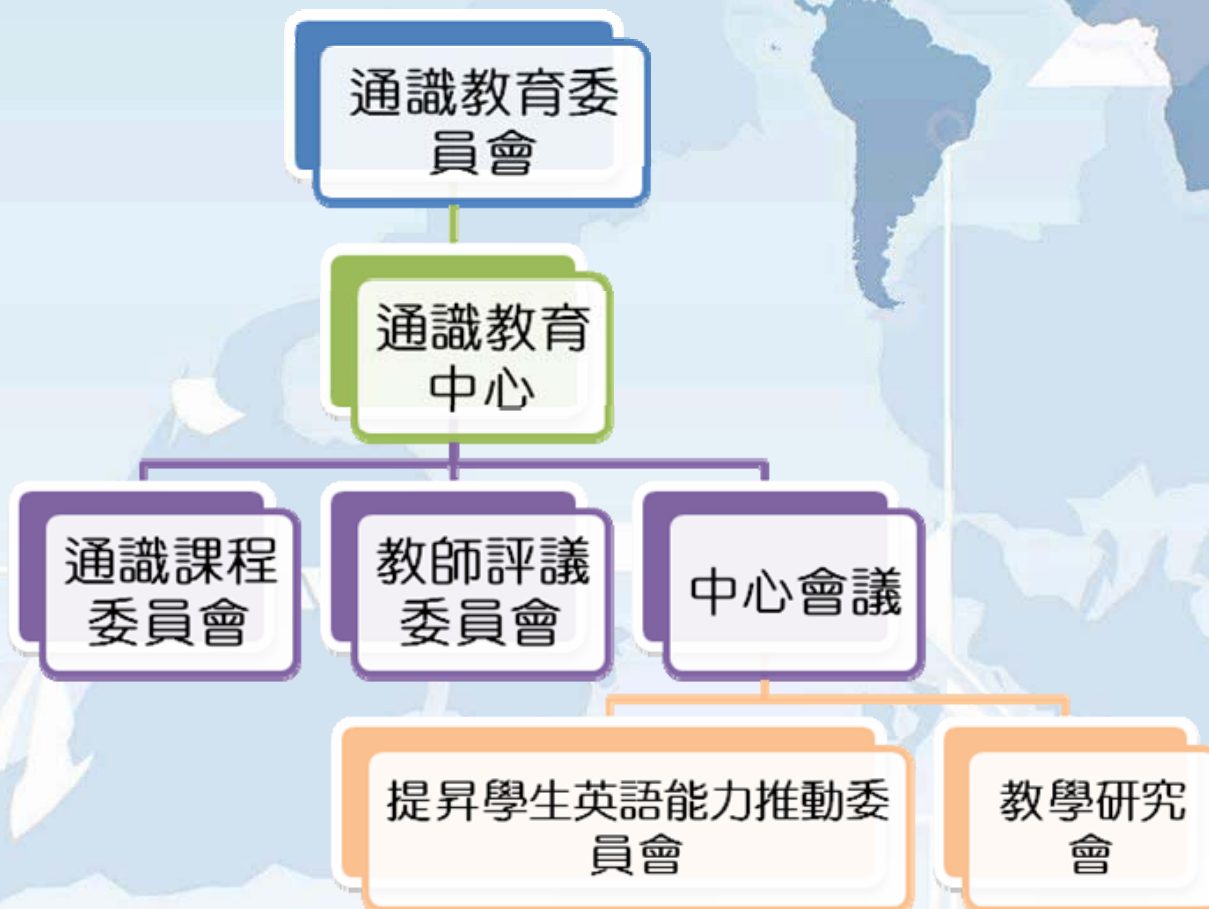 通識教育委
員會
通識教育
中心
通識課程
委員會
教師評議
委員會
中心會議
提昇學生英語能力推動委
員會
教學研究
會